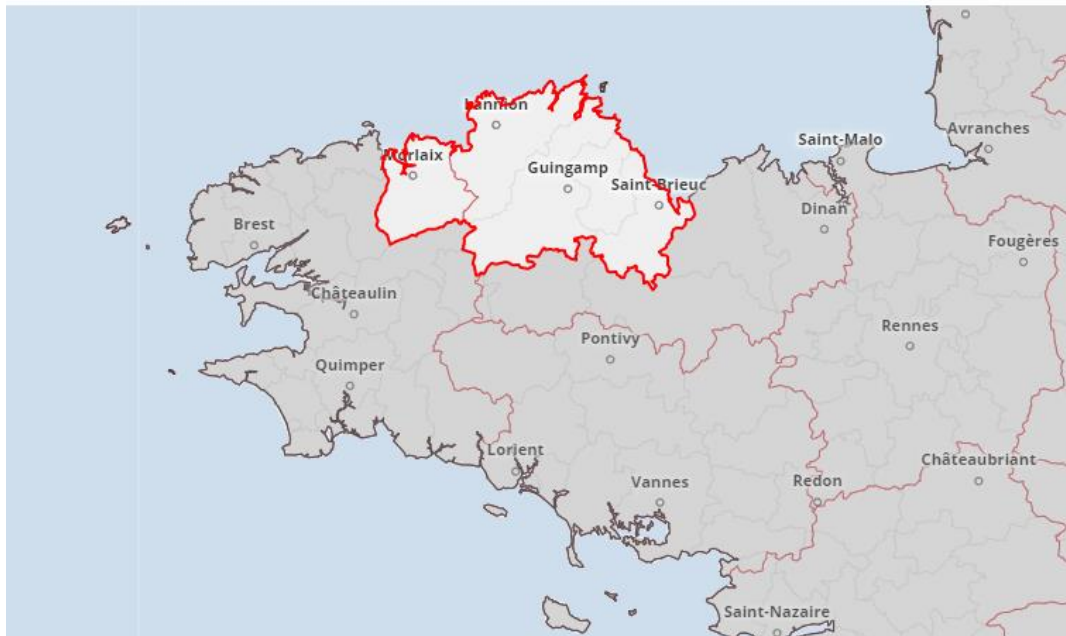 Lannion
Avranches
Saint-Malo
Morlaix
Guingamp
Saint-Brieuc
Dinan
Brest
Fougères
Châteaulin
Rennes
Pontivy
Quimper
Lorient
Châteaubriant
Vannes
Redon
Saint-Nazaire